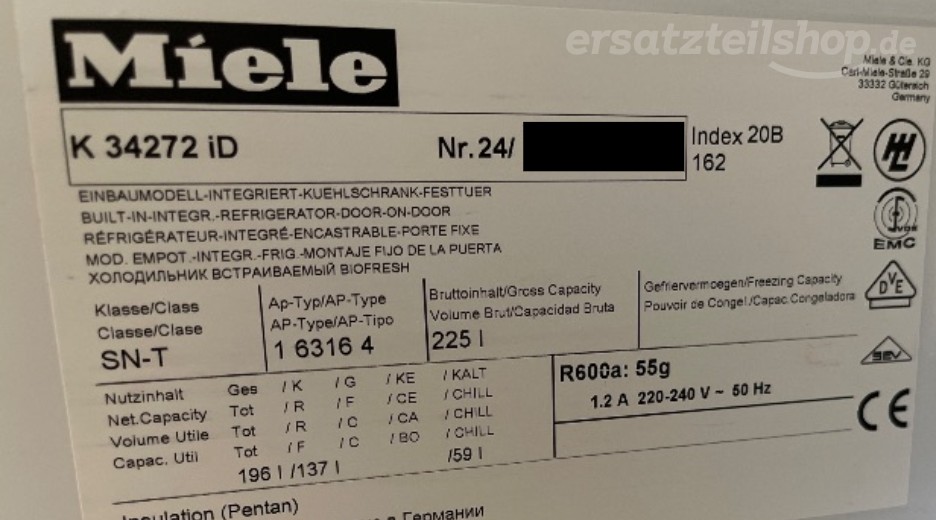 ersatzteilshop.de
Miele
Miele & Cie. KG
Carl-Miele-Straße 29
33332 Gütersloh
Germany
K 34272 iD Nr.24/ Index 20B
162
EINBAUMODELL-INTEGRIERT-KUEHLSCHRANK-FESTTUER
BUILT-IN-INTEGR.-REFRIGERATOR-DOOR-ON-DOOR
RÉFRIGÉRATEUR-INTEGRÉ-ENCASTRABLE-PORTE FIXE
MOD. EMPOT.-INTEGR.-FRIG.-MONTAJE FIJO DE LA PUERTA
ХОЛОДИЛЬНИК ВСТРАИВАЕМЫЙ BIOFRESH
EMC
DVE
SEV
CE
Klasse/Class
Classe/Clase
SN-T
Ap-Typ/AP-Type
AP-Type/AP-Tipo
1 6316 4
Bruttoinhalt/Gross Capacity
Volume Brut/Capacidad Bruta
225 l
Gefriervermoegen/Freezing Capacity
Pouvoir de Congel./Capac.Congeladora
Nutzinhalt Ges / K / G / KE / KALT
Net.Capacity Tot / R / F / CE / CHILL
Volume Utile Tot / R / C / CA / CHILL
Capac. Util Tot / F / C / BO / CHILL
196 l /137 l /59 l
R600a: 55g
1.2 A 220-240 V ~ 50 Hz
Insulation (Pentan)
в Германии